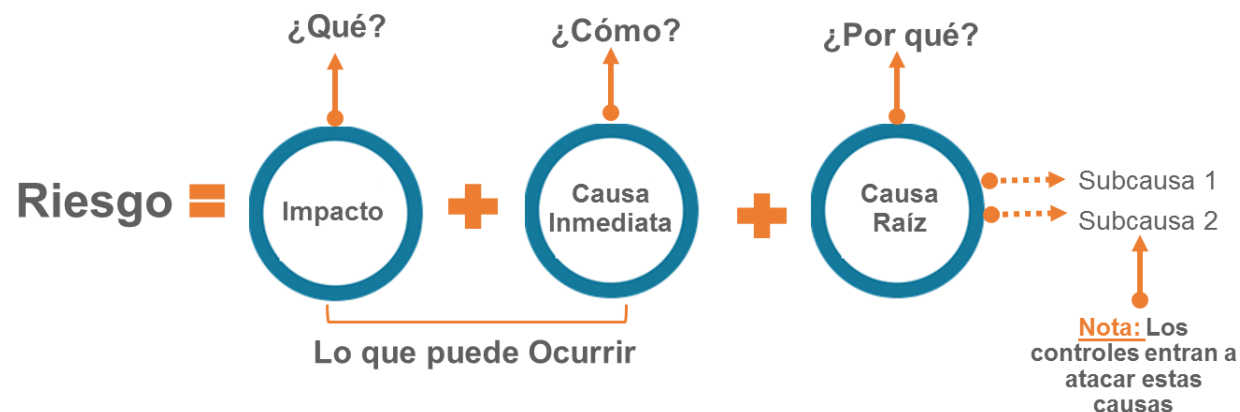 ¿Qué?
¿Cómo?
¿Por qué?
Riesgo =
Impacto
+
Causa
Inmediata
+
Causa
Raíz
Subcausa 1
Subcausa 2
Lo que puede Ocurrir
Nota: Los
controles entran a
atacar estas
causas